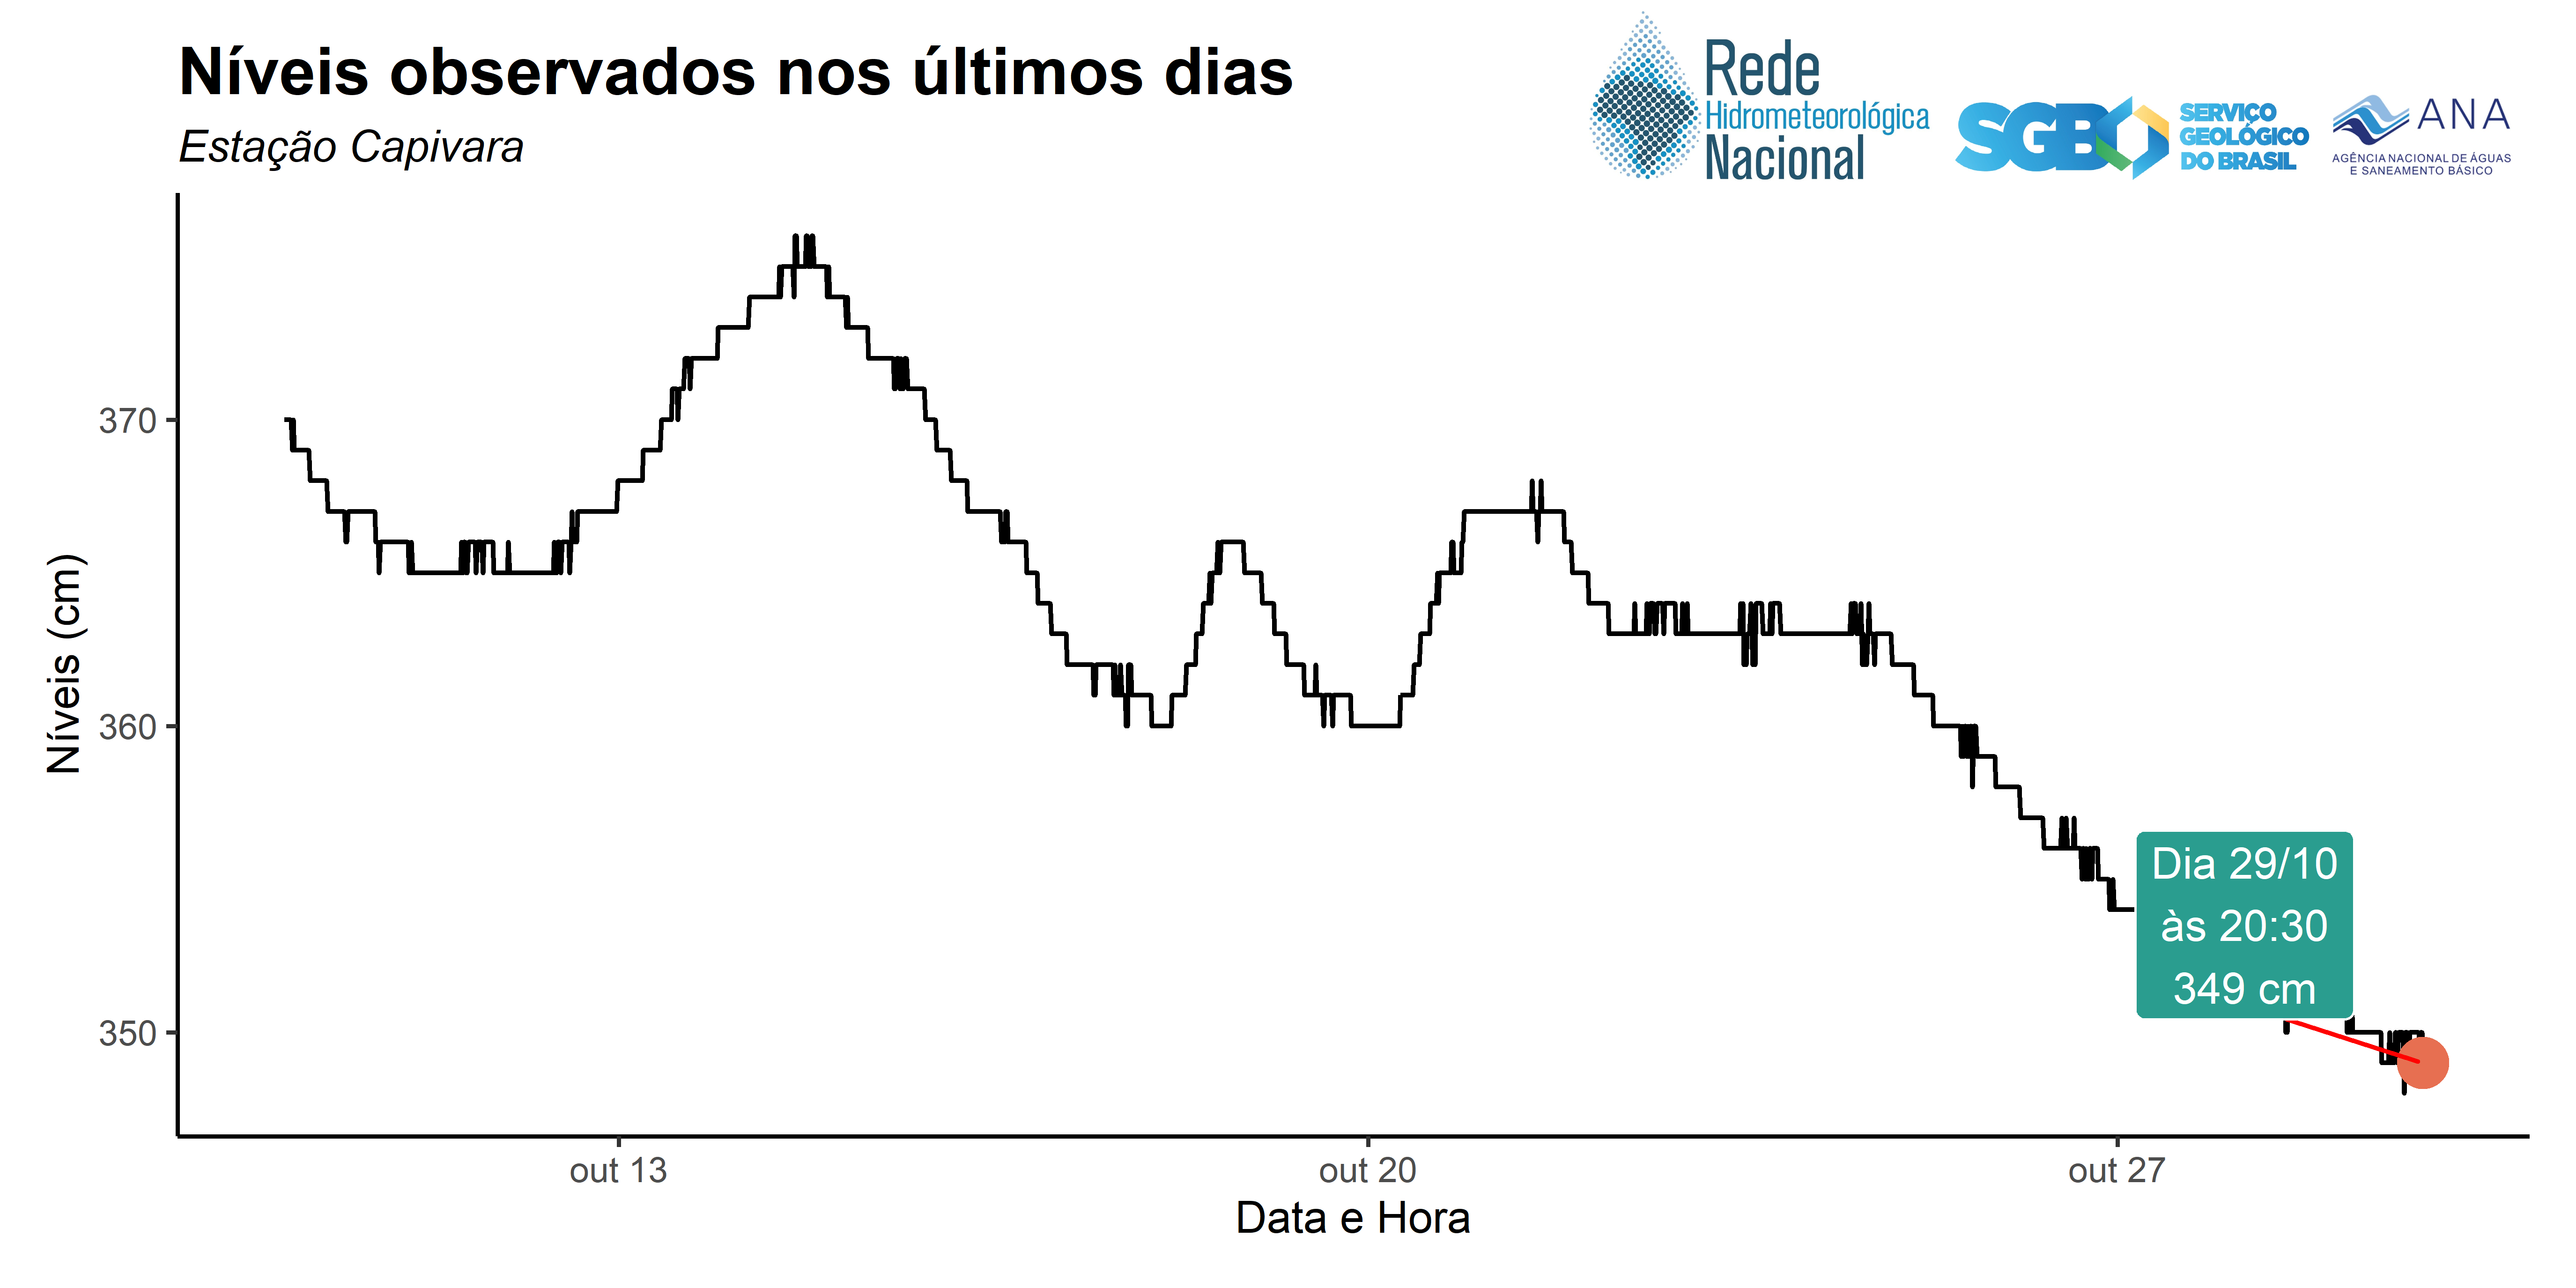 Níveis observados nos últimos dias
Estação Capivara
Rede
Hidrometeorológica
Nacional
SGB
SERVIÇO
GEOLÓGICO
DO BRASIL
ANA
AGÊNCIA NACIONAL DE ÁGUAS
E SANEAMENTO BÁSICO
Níveis (cm)
370
360
350
Dia 29/10
às 20:30
349 cm
out 13
out 20
out 27
Data e Hora